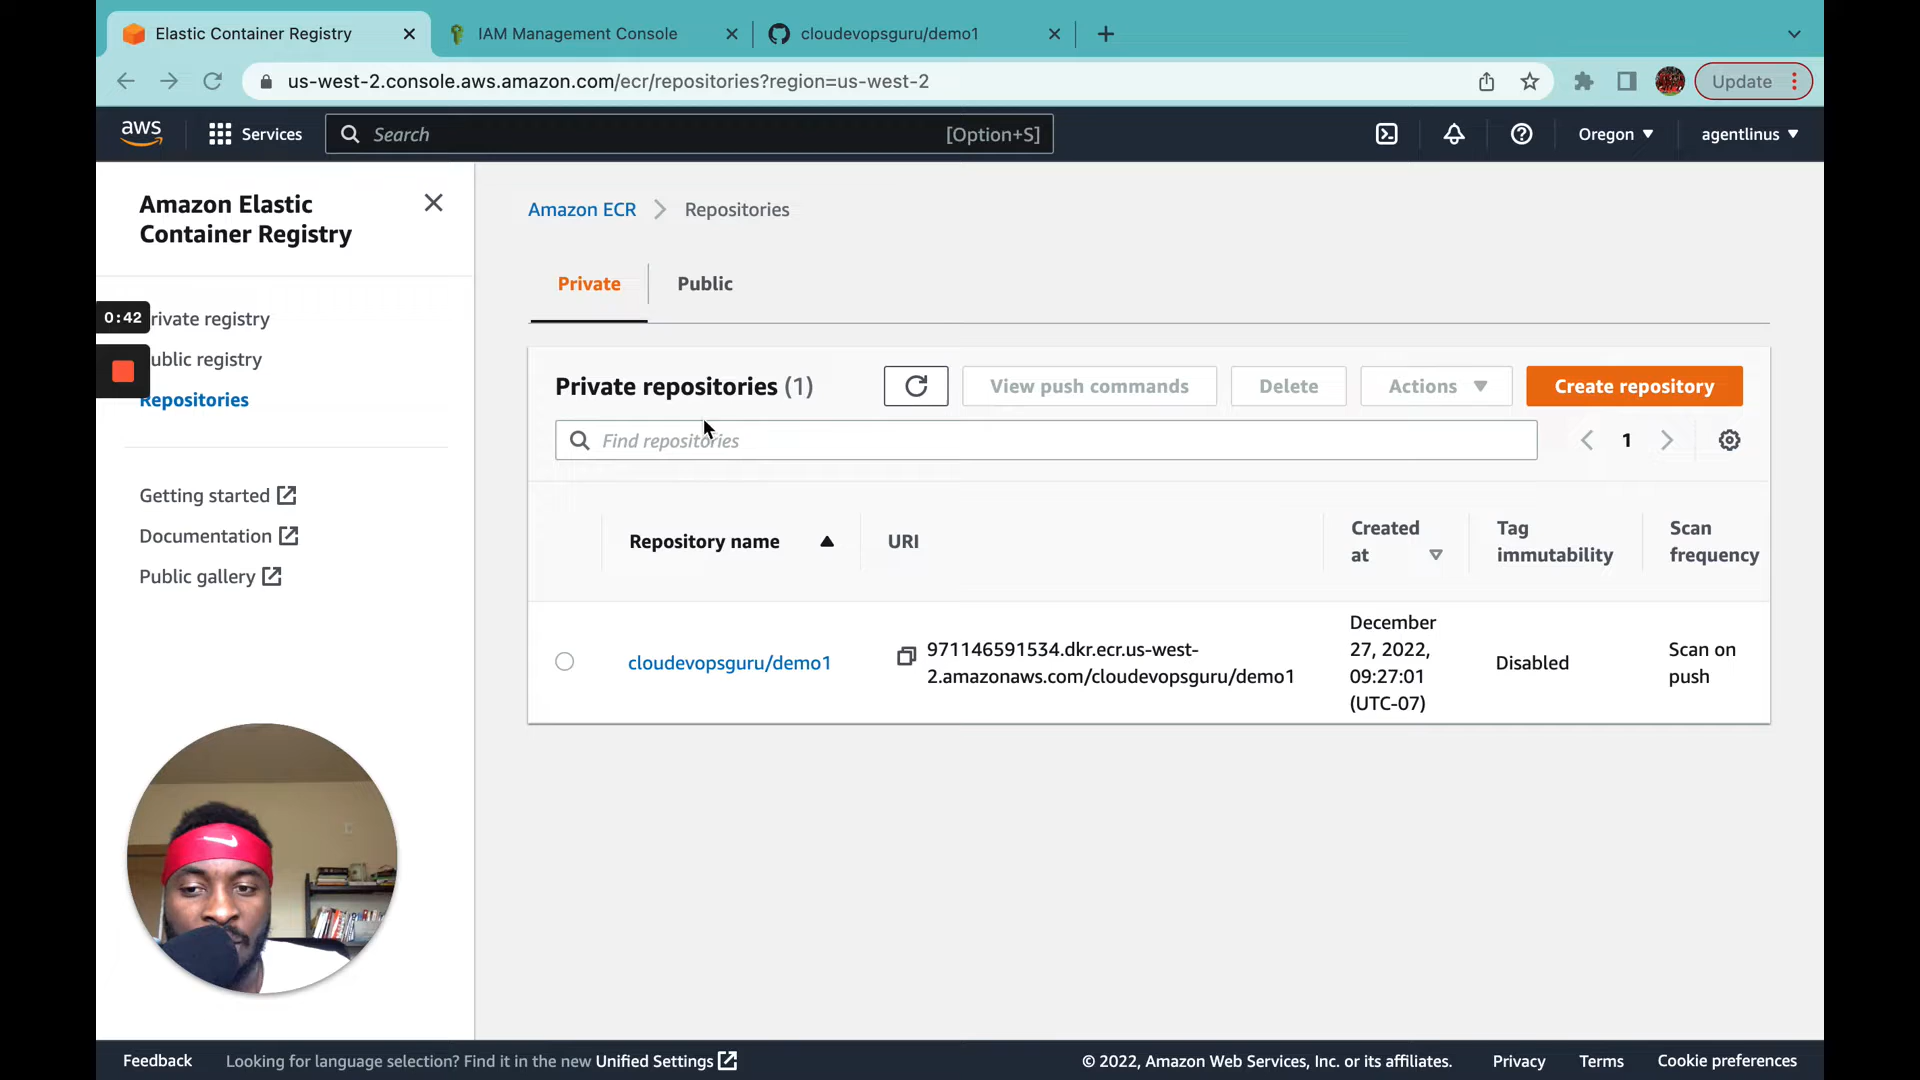 Elastic Container Registry
IAM Management Console
cloudevopsguru/demo1
us-west-2.console.aws.amazon.com/ecr/repositories?region=us-west-2
Update
aws
Services
Search
[Option+S]
Oregon
agentlinus
Amazon Elastic
Container Registry
0:42
rivate registry
ublic registry
Repositories
Getting started
Documentation
Public gallery
Amazon ECR
Repositories
Private
Public
Private repositories (1)
View push commands
Delete
Actions
Create repository
Find repositories
1
Repository name
URI
Created
at
Tag
immutability
Scan
frequency
cloudevopsguru/demo1
971146591534.dkr.ecr.us-west-
2.amazonaws.com/cloudevopsguru/demo1
December
27, 2022,
09:27:01
(UTC-07)
Disabled
Scan on
push
Feedback
Looking for language selection? Find it in the new Unified Settings
© 2022, Amazon Web Services, Inc. or its affiliates.
Privacy
Terms
Cookie preferences